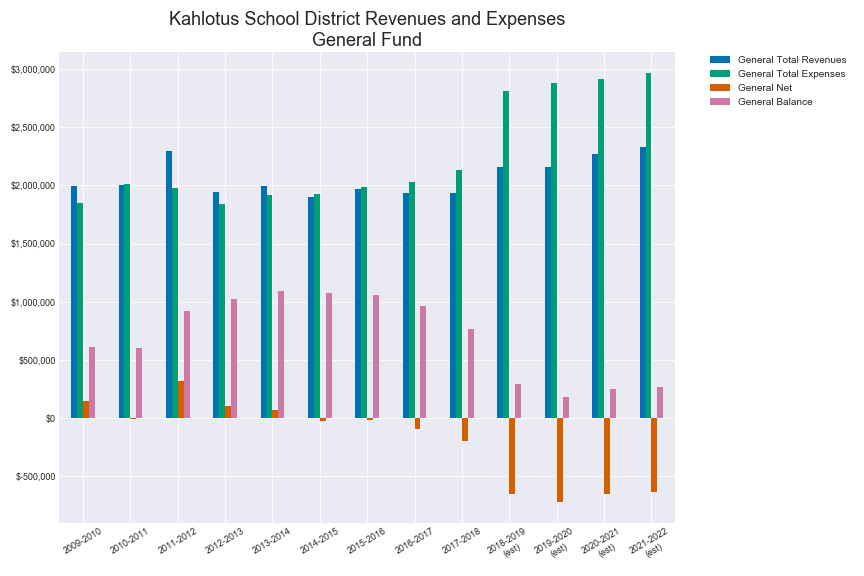 Kahlotus School District Revenues and Expenses
General Fund
General Total Revenues
General Total Expenses
General Net
General Balance
$3,000,000
$2,500,000
$2,000,000
$1,500,000
$1,000,000
$500,000
$0
$-500,000
2009-2010
2010-2011
2011-2012
2012-2013
2013-2014
2014-2015
2015-2016
2016-2017
2017-2018
2018-2019
(est)
2019-2020
(est)
2020-2021
(est)
2021-2022
(est)